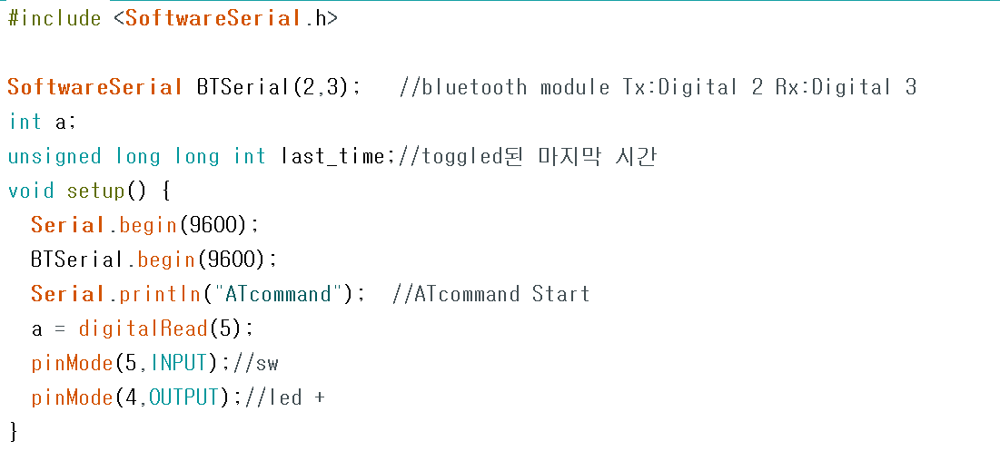 #include <SoftwareSerial.h>
SoftwareSerial BTSerial(2,3);   //bluetooth module Tx:Digital 2 Rx:Digital 3
int a;
unsigned long long int last_time;//toggled된 마지막 시간
void setup() {
  Serial.begin(9600);
  BTSerial.begin(9600);
  Serial.println("ATcommand");  //ATcommand Start
  a = digitalRead(5);
  pinMode(5,INPUT);//sw
  pinMode(4,OUTPUT);//led +
}